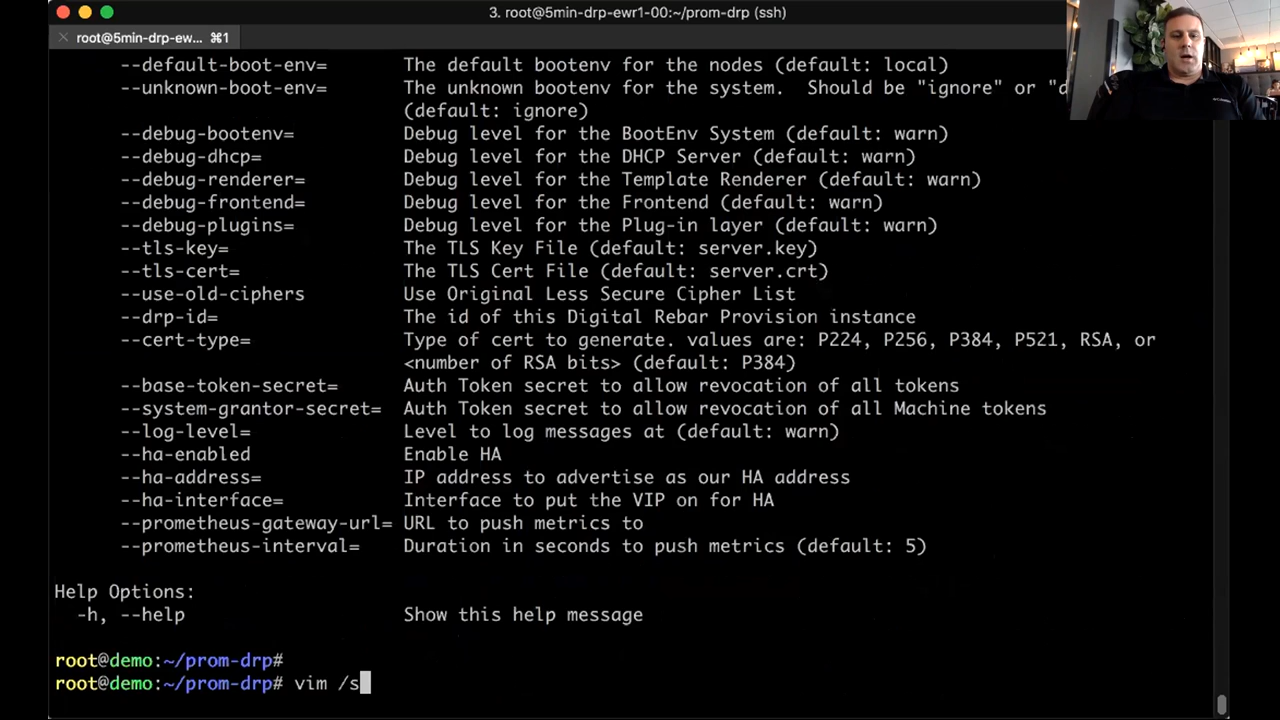 3. root@5min-drp-ewr1-00:~/prom-drp (ssh)
root@5min-drp-ew... ⌘1
--default-boot-env= The default bootenv for the nodes (default: local)
--unknown-boot-env= The unknown bootenv for the system. Should be "ignore" or "d
(default: ignore)
--debug-bootenv= Debug level for the BootEnv System (default: warn)
--debug-dhcp= Debug level for the DHCP Server (default: warn)
--debug-renderer= Debug level for the Template Renderer (default: warn)
--debug-frontend= Debug level for the Frontend (default: warn)
--debug-plugins= Debug level for the Plug-in layer (default: warn)
--tls-key= The TLS Key File (default: server.key)
--tls-cert= The TLS Cert File (default: server.crt)
--use-old-ciphers Use Original Less Secure Cipher List
--drp-id= The id of this Digital Rebar Provision instance
--cert-type= Type of cert to generate. values are: P224, P256, P384, P521, RSA, or
<number of RSA bits> (default: P384)
--base-token-secret= Auth Token secret to allow revocation of all tokens
--system-grantor-secret= Auth Token secret to allow revocation of all Machine tokens
--log-level= Level to log messages at (default: warn)
--ha-enabled Enable HA
--ha-address= IP address to advertise as our HA address
--ha-interface= Interface to put the VIP on for HA
--prometheus-gateway-url= URL to push metrics to
--prometheus-interval= Duration in seconds to push metrics (default: 5)
Help Options:
-h, --help Show this help message
root@demo:~/prom-drp#
root@demo:~/prom-drp# vim /s